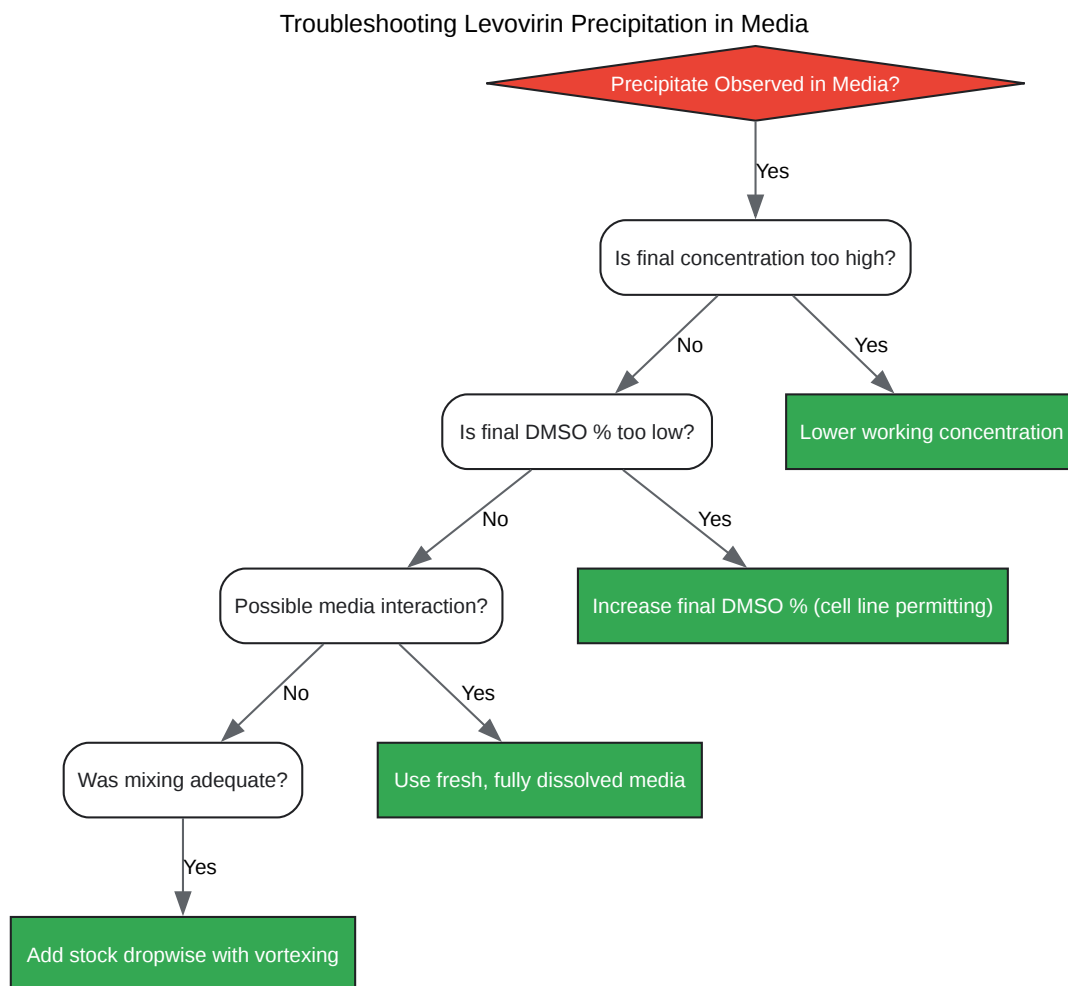 Troubleshooting Levovirin Precipitation in Media
Precipitate Observed in Media?
Yes
Is final concentration too high?
No
Yes
Is final DMSO % too low?
Lower working concentration
No
Yes
Possible media interaction?
Increase final DMSO % (cell line permitting)
No
Yes
Was mixing adequate?
Use fresh, fully dissolved media
Yes
Add stock dropwise with vortexing